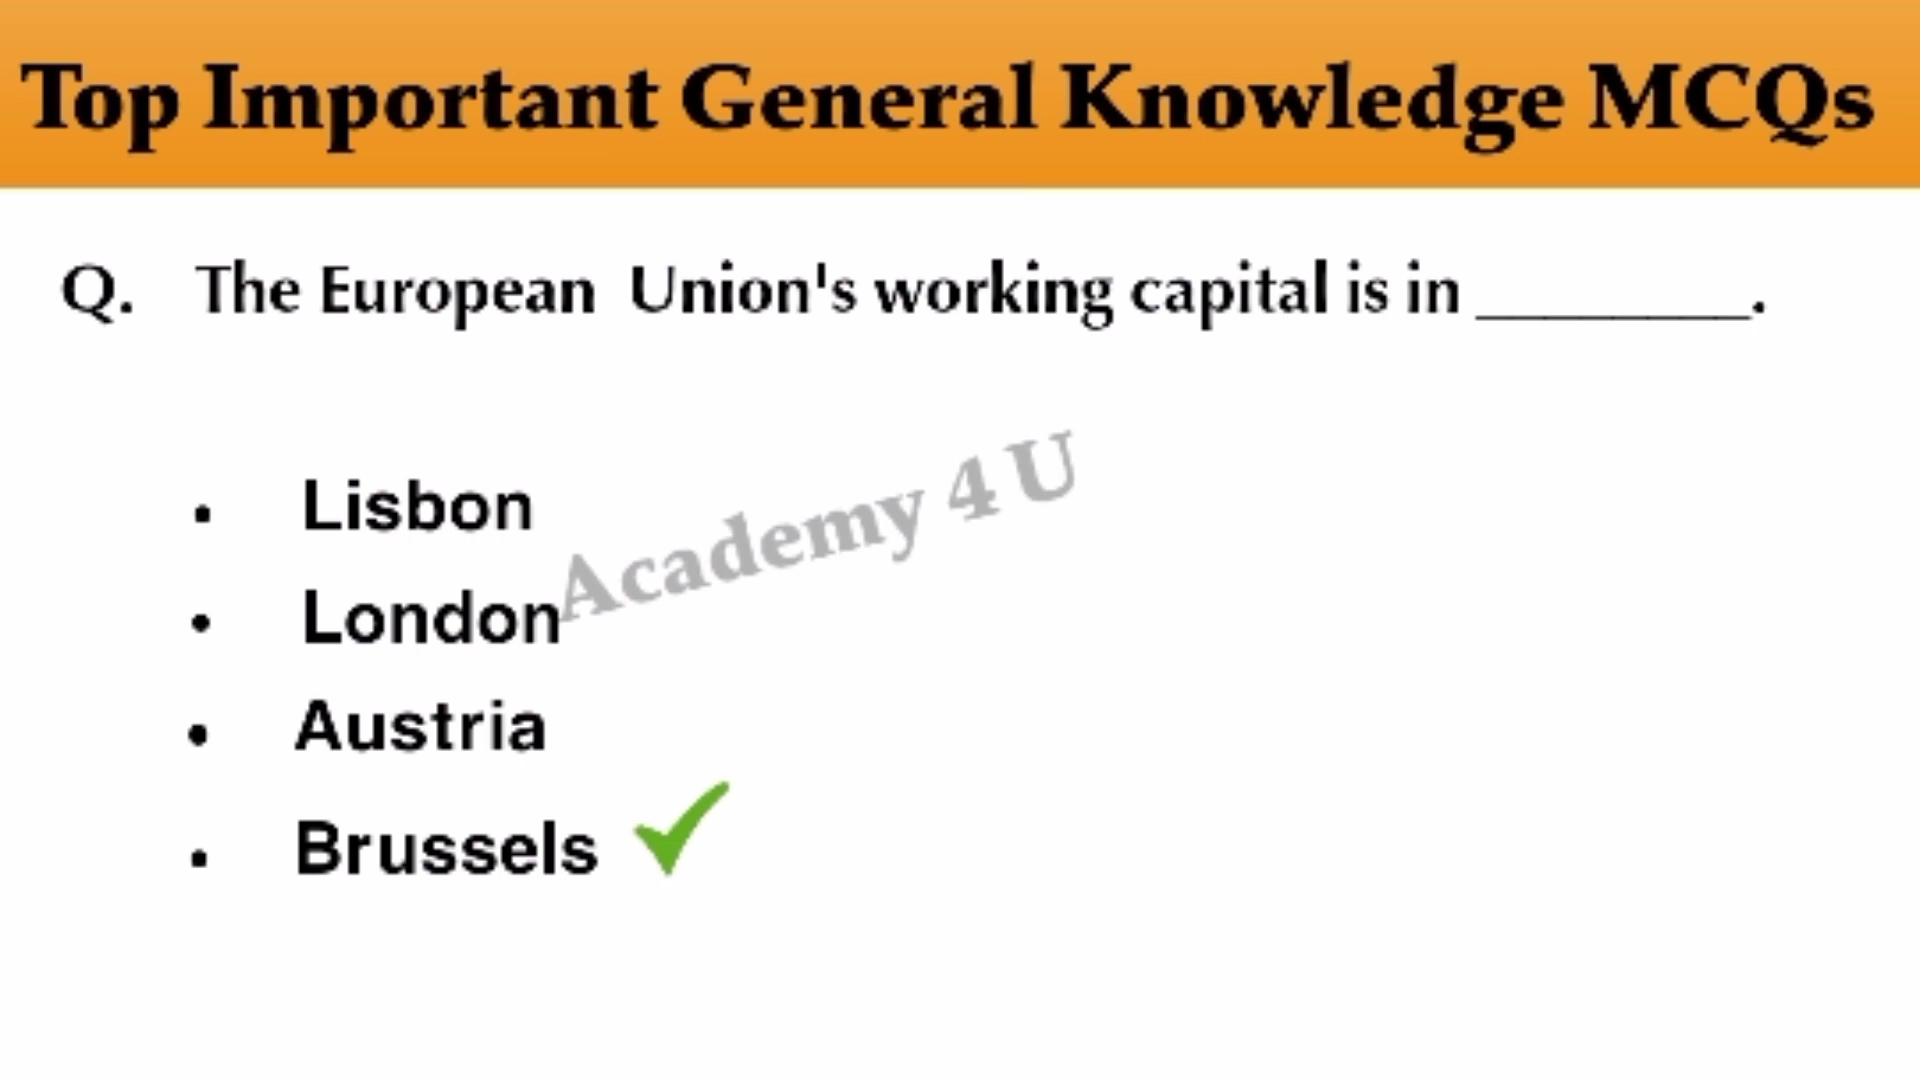 Top Important General Knowledge MCQs
Q. The European Union's working capital is in ________.
Academy 4 U
• Lisbon
• London
• Austria
• Brussels